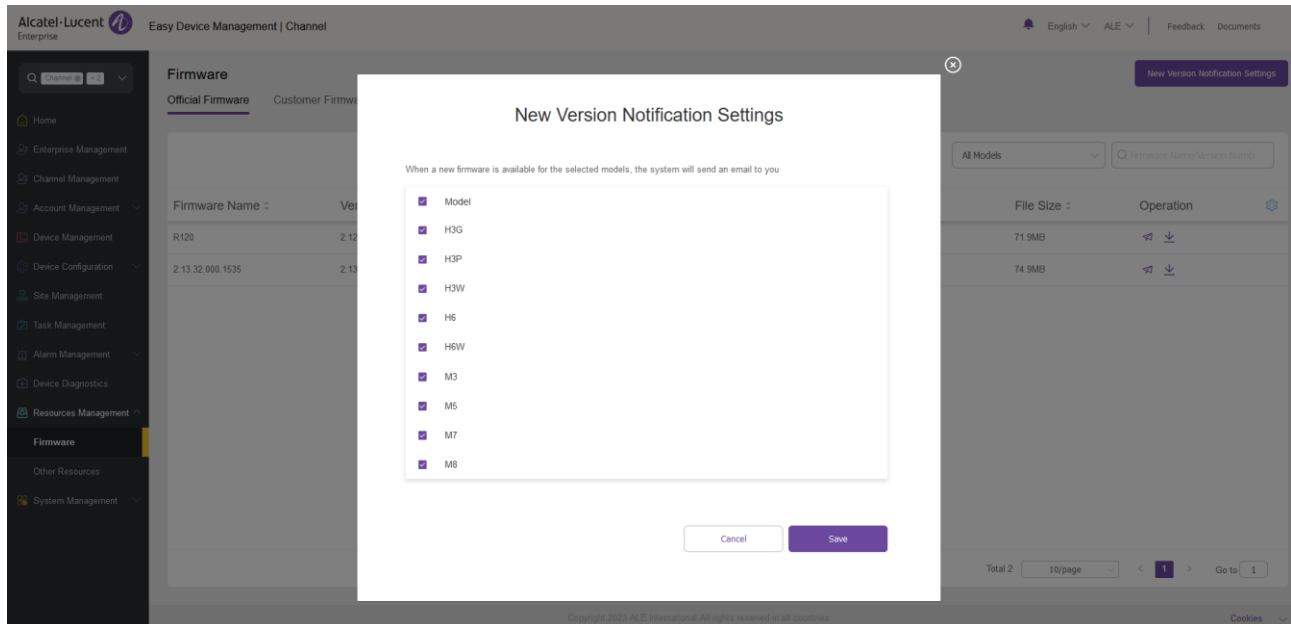 Alcatel·Lucent
Enterprise
Easy Device Management | Channel
English
ALE
Feedback
Documents
Channel
+ 2
Home
Enterprise Management
Channel Management
Account Management
Device Management
Device Configuration
Site Management
Task Management
Alarm Management
Device Diagnostics
Resources Management
Firmware
Other Resources
System Management
Firmware
New Version Notification Settings
Official Firmware
Customer Firmwa
All Models
Firmware Name/Version Numb
Firmware Name
Ver
File Size
Operation
R120
2.12
71.9MB
2.13.32.000.1535
2.13
74.9MB
New Version Notification Settings
When a new firmware is available for the selected models, the system will send an email to you
Model
H3G
H3P
H3W
H6
H6W
M3
M5
M7
M8
Cancel
Save
Total 2
10/page
1
Go to
1
Copyright 2023 ALE International. All rights reserved in all countries
Cookies